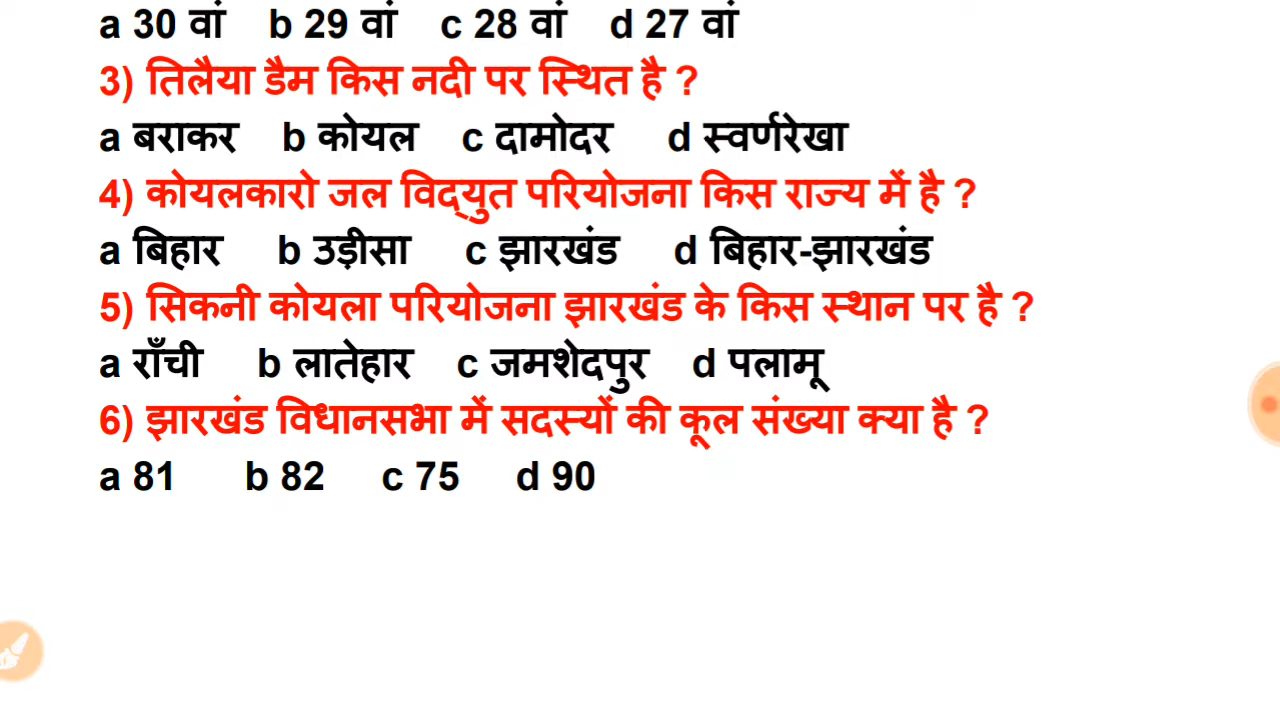 a 30 वां b 29 वां c 28 वां d 27 वां
3) तिलैया डैम किस नदी पर स्थित है ?
a बराकर b कोयल c दामोदर d स्वर्णरेखा
4) कोयलकारो जल विद्युत परियोजना किस राज्य में है ?
a बिहार b उड़ीसा c झारखंड d बिहार-झारखंड
5) सिकनी कोयला परियोजना झारखंड के किस स्थान पर है ?
a राँची b लातेहार c जमशेदपुर d पलामू
6) झारखंड विधानसभा में सदस्यों की कूल संख्या क्या है ?
a 81 b 82 c 75 d 90